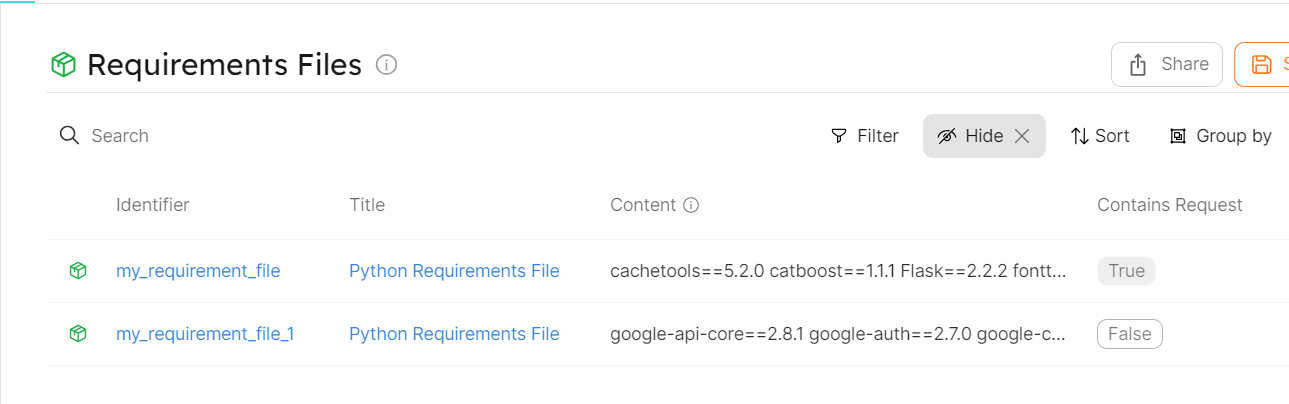 Requirements Files
Share
Search
Filter Hide Sort Group by
Identifier Title Content Contains Request
my_requirement_file Python Requirements File cachetools==5.2.0 catboost==1.1.1 Flask==2.2.2 fontt... True
my_requirement_file_1 Python Requirements File google-api-core==2.8.1 google-auth==2.7.0 google-c... False